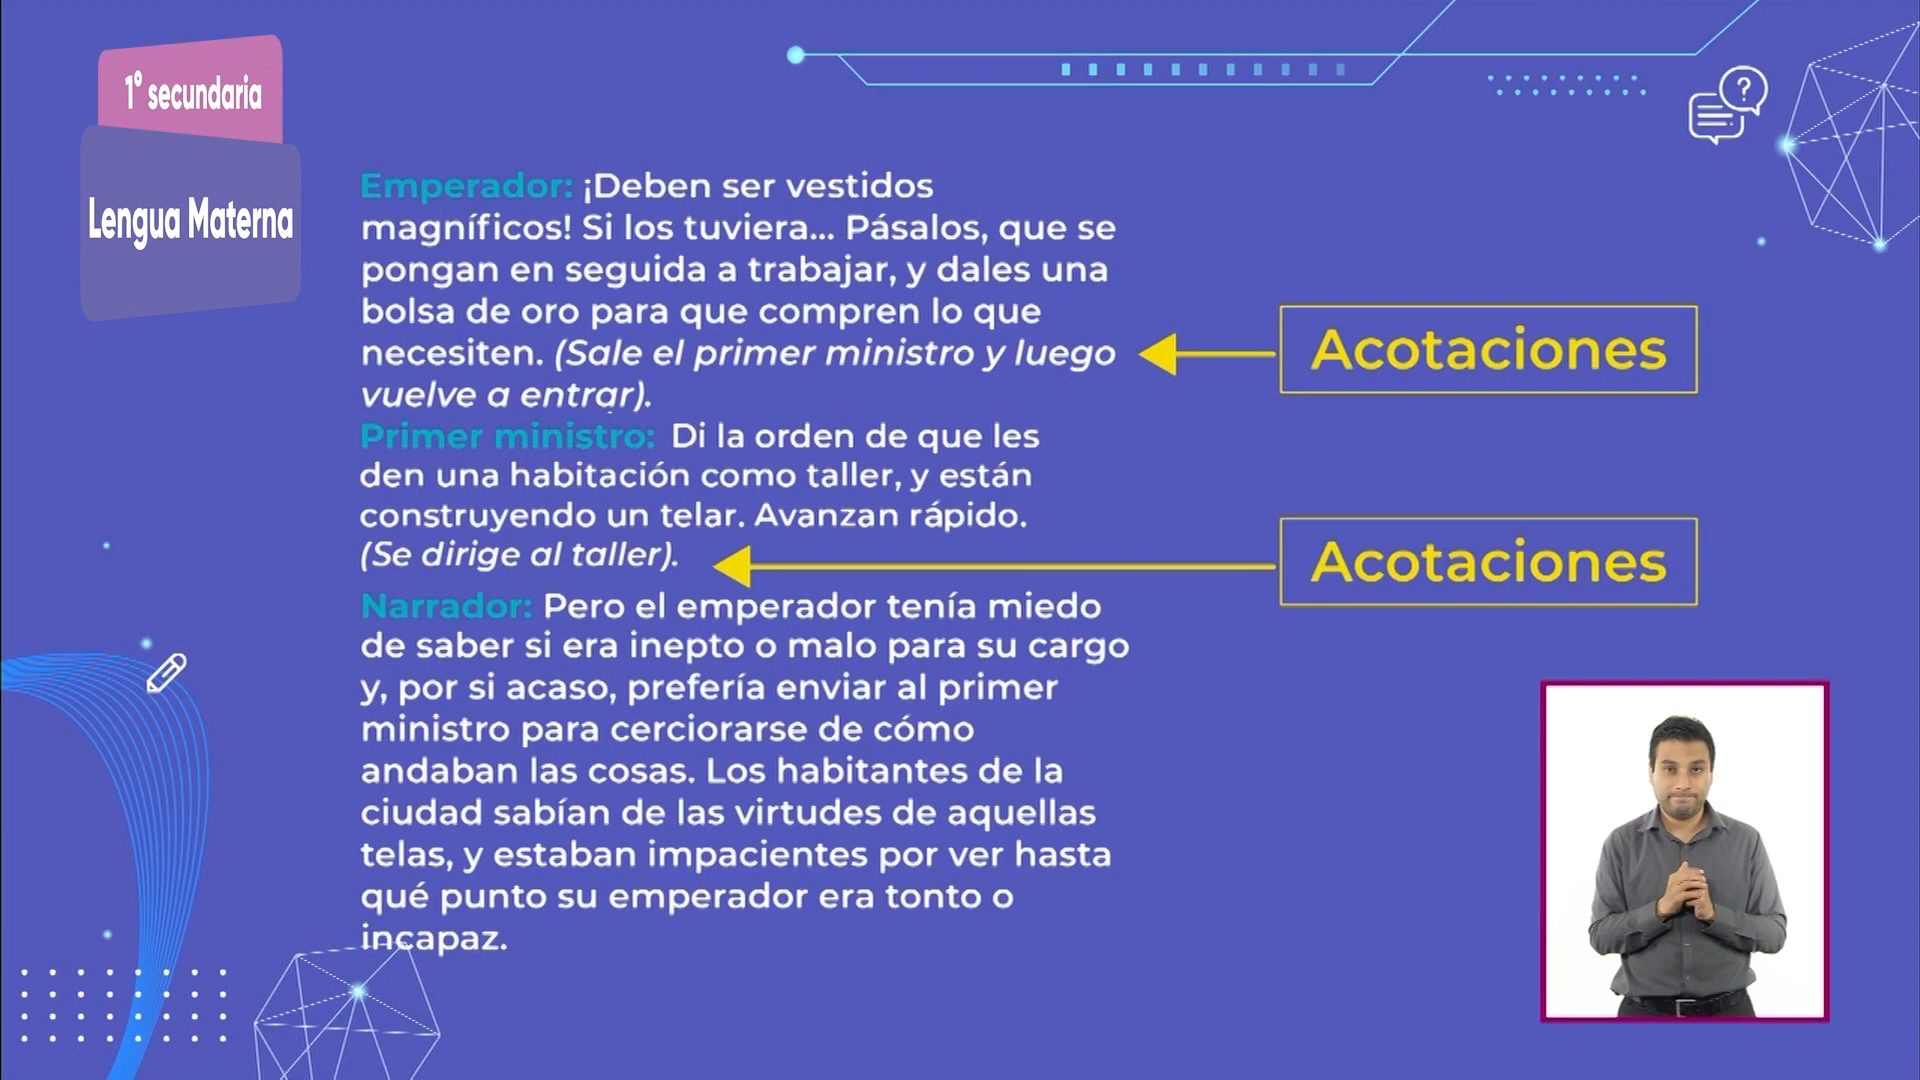 1° secundaria
Lengua Materna
Emperador: ¡Deben ser vestidos
magníficos! Si los tuviera... Pásalos, que se
pongan en seguida a trabajar, y dales una
bolsa de oro para que compren lo que
necesiten. (Sale el primer ministro y luego
vuelve a entrar).
Acotaciones
Primer ministro: Di la orden de que les
den una habitación como taller, y están
construyendo un telar. Avanzan rápido.
(Se dirige al taller).
Acotaciones
Narrador: Pero el emperador tenía miedo
de saber si era inepto o malo para su cargo
y, por si acaso, prefería enviar al primer
ministro para cerciorarse de cómo
andaban las cosas. Los habitantes de la
ciudad sabían de las virtudes de aquellas
telas, y estaban impacientes por ver hasta
qué punto su emperador era tonto o
incapaz.